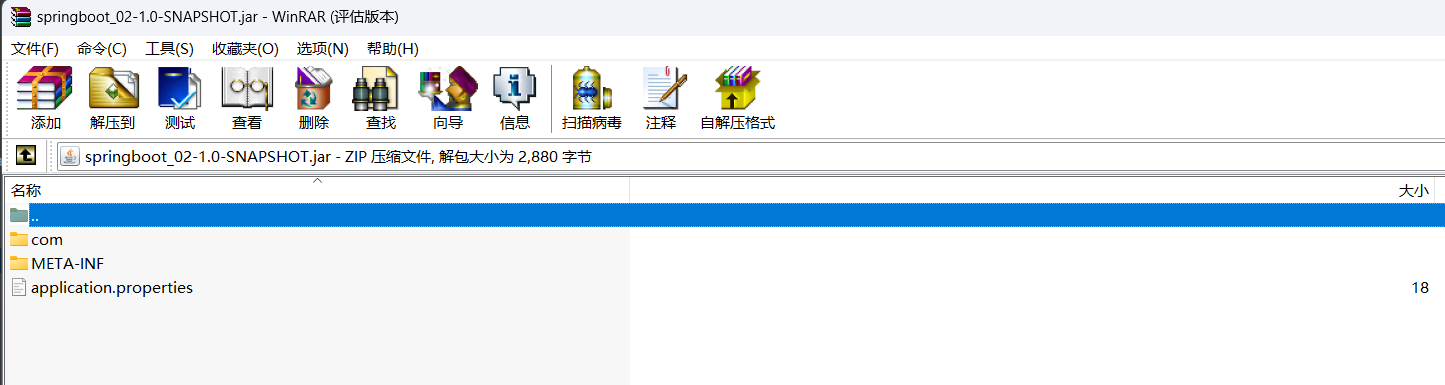 springboot_02-1.0-SNAPSHOT.jar - WinRAR (评估版本)
文件(F) 命令(C) 工具(S) 收藏夹(O) 选项(N) 帮助(H)
添加 解压到 测试 查看 删除 查找 向导 信息 扫描病毒 注释 自解压格式
springboot_02-1.0-SNAPSHOT.jar - ZIP 压缩文件, 解包大小为 2,880 字节
名称 大小
..
com
META-INF
application.properties 18